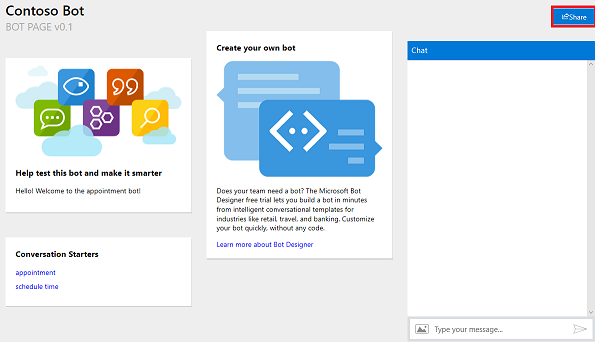 Contoso Bot
BOT PAGE v0.1
Share
Help test this bot and make it smarter
Hello! Welcome to the appointment bot!
Conversation Starters
appointment
schedule time
Create your own bot
Does your team need a bot? The Microsoft Bot
Designer free trial lets you build a bot in minutes
from intelligent conversational templates for
industries like retail, travel, and banking. Customize
your bot quickly, without any code.
Learn more about Bot Designer
Chat
Type your message...